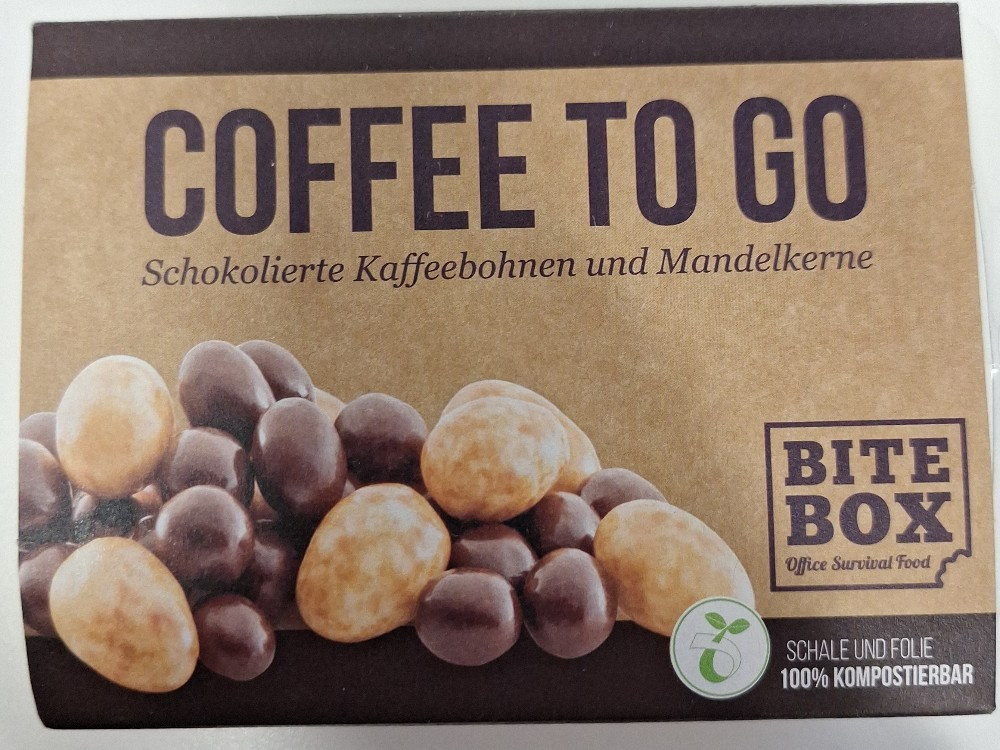 COFFEE TO GO
Schokolierte Kaffeebohnen und Mandelkerne
BITE
BOX
Office Survival Food
SCHALE UND FOLIE
100% KOMPOSTIERBAR